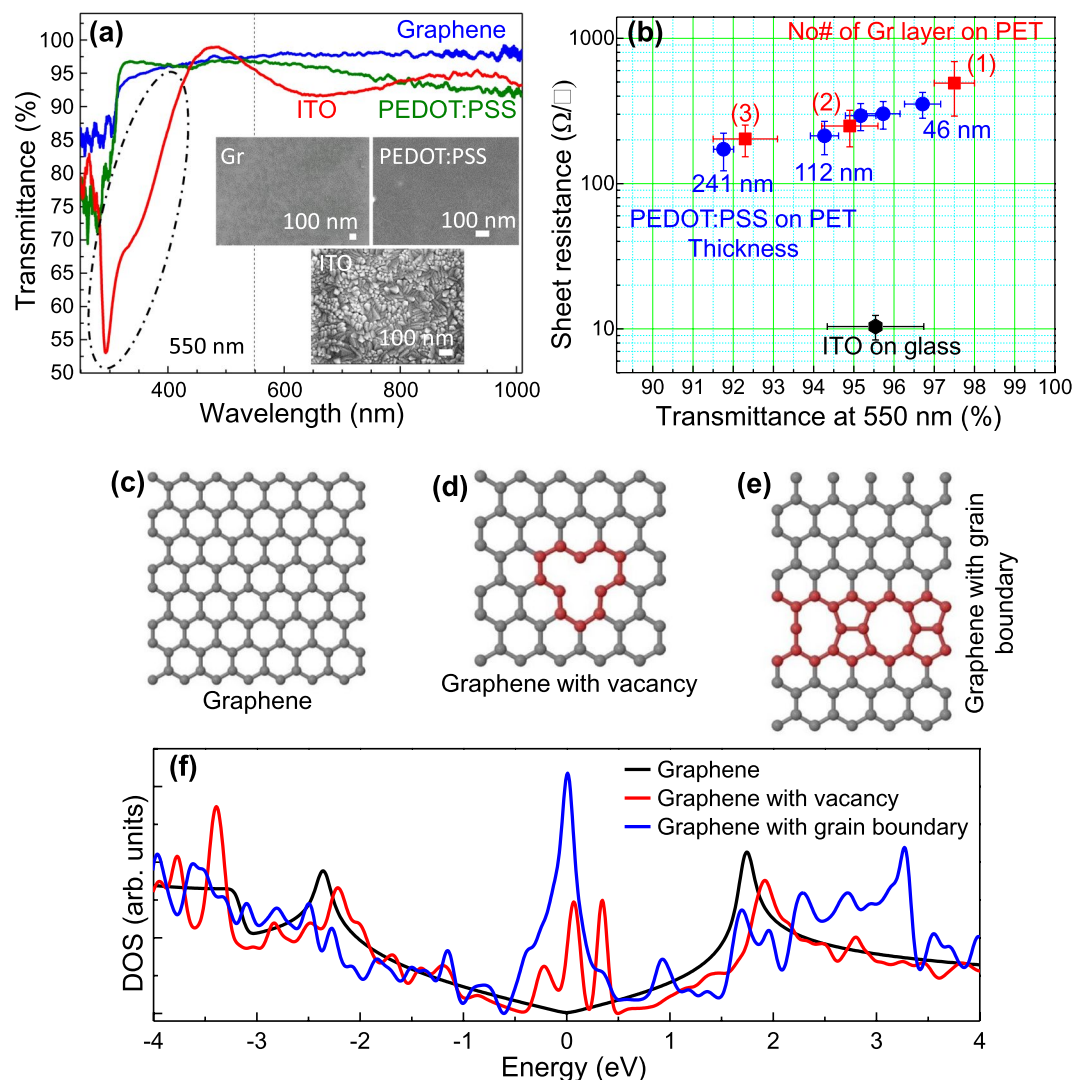 (a)
Graphene
ITO
PEDOT:PSS
Gr
100 nm
PEDOT:PSS
100 nm
ITO
100 nm
550 nm
Transmittance (%)
100
95
90
85
80
75
70
65
60
55
50
400
600
800
1000
Wavelength (nm)
(b)
No# of Gr layer on PET
(1)
(2)
(3)
46 nm
112 nm
241 nm
PEDOT:PSS on PET
Thickness
ITO on glass
Sheet resistance (Ω/□)
1000
100
10
90 91 92 93 94 95 96 97 98 99 100
Transmittance at 550 nm (%)
(c)
Graphene
(d)
Graphene with vacancy
(e)
Graphene with grain
boundary
(f)
Graphene
Graphene with vacancy
Graphene with grain boundary
DOS (arb. units)
-4 -3 -2 -1 0 1 2 3 4
Energy (eV)